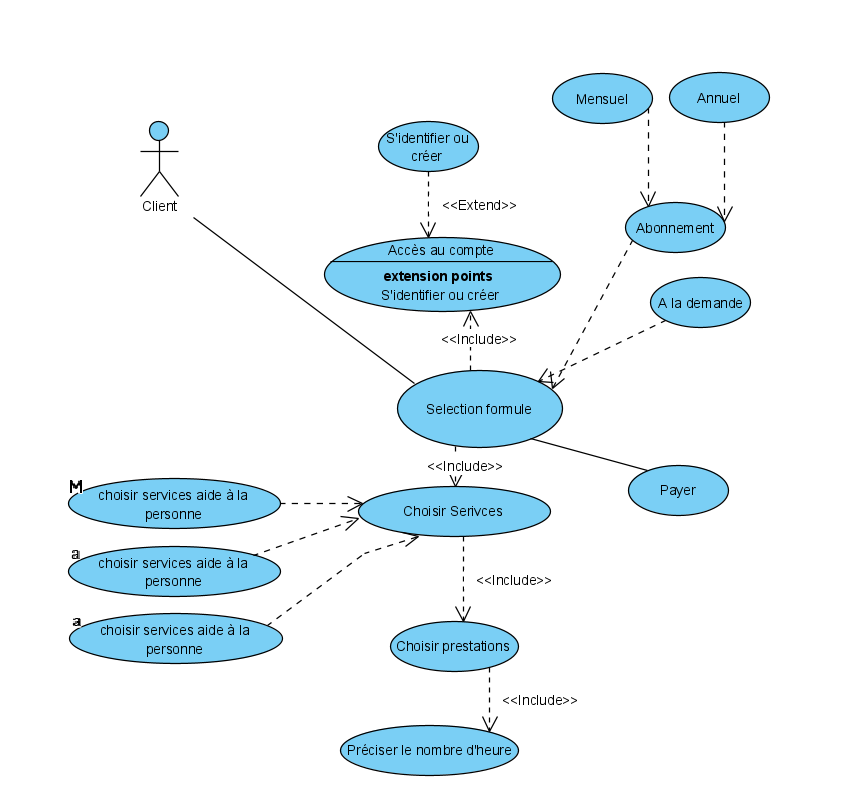 Mensuel
Annuel
S'identifier ou
créer
Client
<<Extend>>
Abonnement
Accès au compte
extension points
S'identifier ou créer
A la demande
<<Include>>
Selection formule
<<Include>>
Payer
M
choisir services aide à la
personne
Choisir Serivces
a
choisir services aide à la
personne
<<Include>>
a
choisir services aide à la
personne
Choisir prestations
<<Include>>
Préciser le nombre d'heure